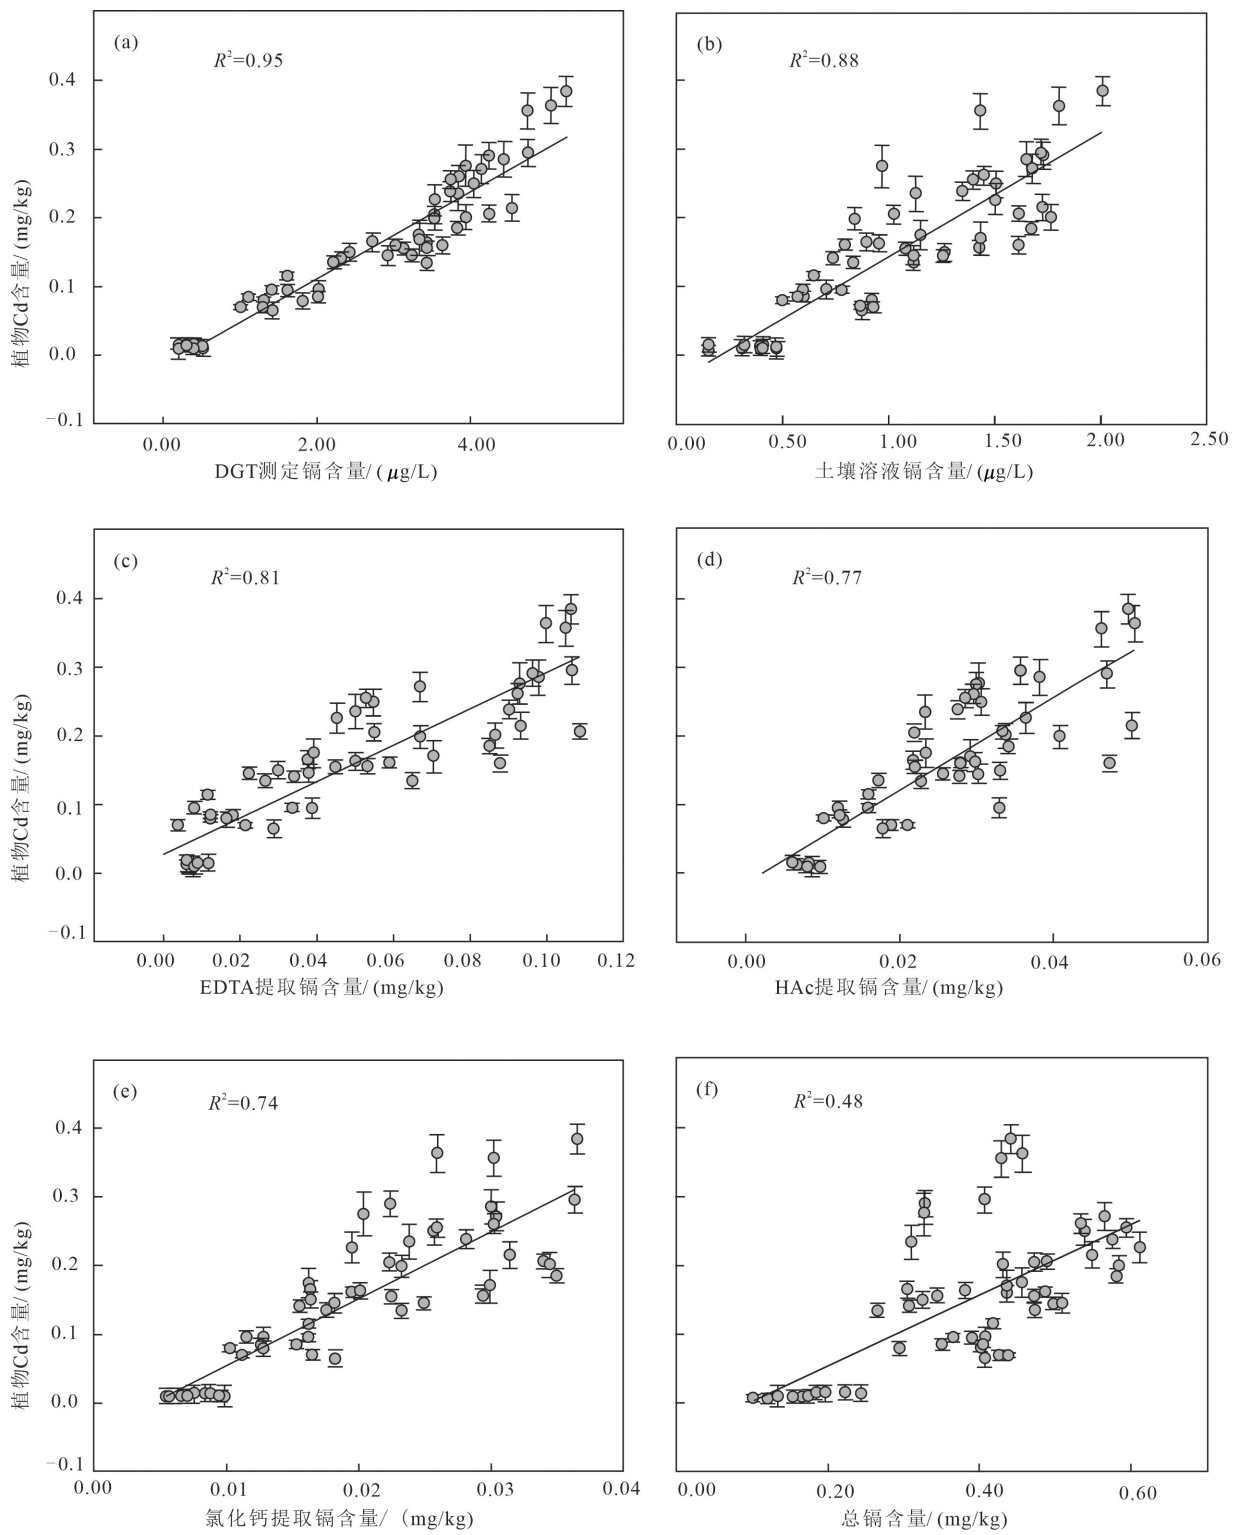 (a)
R²=0.95
0.4
0.3
0.2
0.1
0.0
−0.1
植物Cd含量/(mg/kg)
0.00 2.00 4.00
DGT测定镉含量/(μg/L)
(b)
R²=0.88
0.00 0.50 1.00 1.50 2.00 2.50
土壤溶液镉含量/(μg/L)
(c)
R²=0.81
0.4
0.3
0.2
0.1
0.0
−0.1
植物Cd含量/(mg/kg)
0.00 0.02 0.04 0.06 0.08 0.10 0.12
EDTA提取镉含量/(mg/kg)
(d)
R²=0.77
0.00 0.02 0.04 0.06
HAc提取镉含量/(mg/kg)
(e)
R²=0.74
0.4
0.3
0.2
0.1
0.0
−0.1
植物Cd含量/(mg/kg)
0.00 0.01 0.02 0.03 0.04
氯化钙提取镉含量/（mg/kg)
(f)
R²=0.48
0.00 0.20 0.40 0.60
总镉含量/(mg/kg)